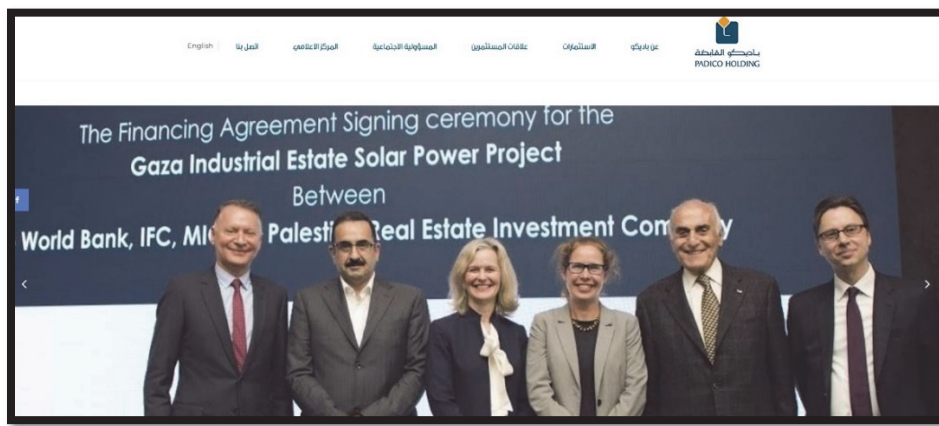 باديكو القابضة
PADICO HOLDING
عن باديكو
الاستثمارات
علاقات المستثمرين
المسؤولية الاجتماعية
المركز الاعلامي
اتصل بنا
English
The Financing Agreement Signing ceremony for the
Gaza Industrial Estate Solar Power Project
Between
World Bank, IFC, Real Estate Investment
f